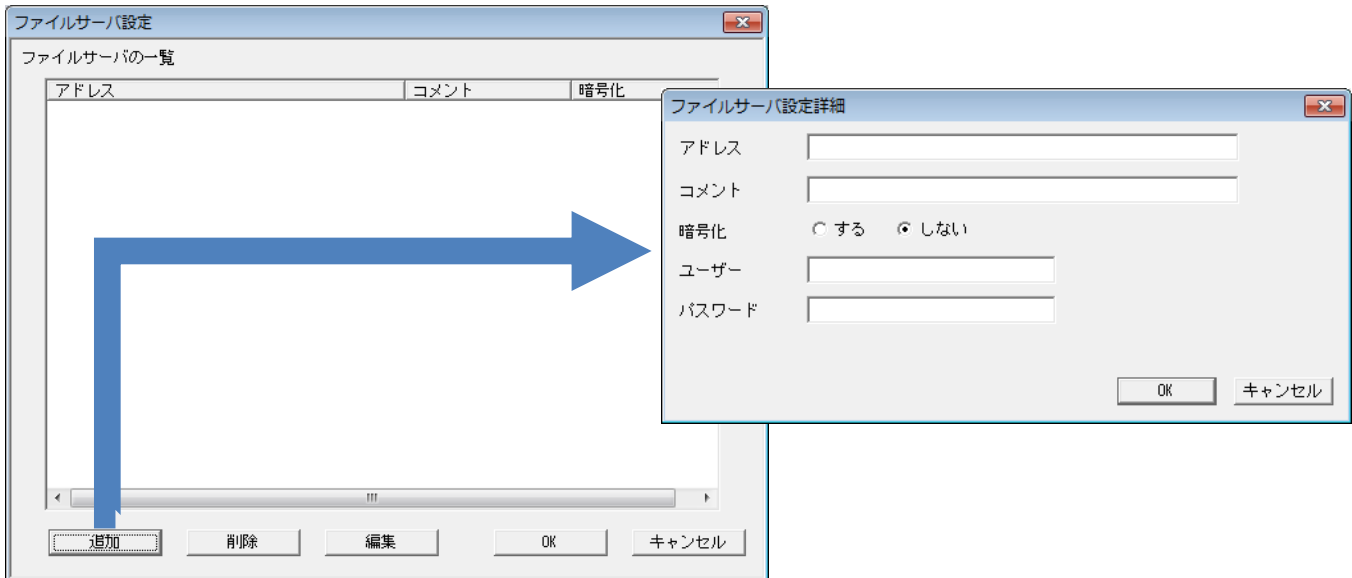 ファイルサーバ設定
ファイルサーバの一覧
アドレス コメント 暗号化
追加 削除 編集 OK キャンセル
ファイルサーバ設定詳細
アドレス
コメント
暗号化 する しない
ユーザー
パスワード
OK キャンセル